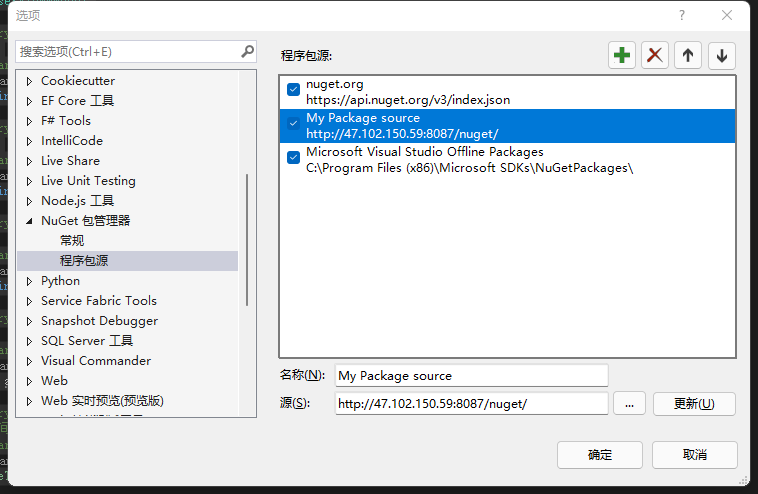 选项
搜索选项(Ctrl+E)
Cookiecutter
EF Core 工具
F# Tools
IntelliCode
Live Share
Live Unit Testing
Node.js 工具
NuGet 包管理器
常规
程序包源
Python
Service Fabric Tools
Snapshot Debugger
SQL Server 工具
Visual Commander
Web
Web 实时预览(预览版)
程序包源:
nuget.org
https://api.nuget.org/v3/index.json
My Package source
http://47.102.150.59:8087/nuget/
Microsoft Visual Studio Offline Packages
C:\Program Files (x86)\Microsoft SDKs\NuGetPackages\
名称(N): My Package source
源(S): http://47.102.150.59:8087/nuget/ ... 更新(U)
确定 取消